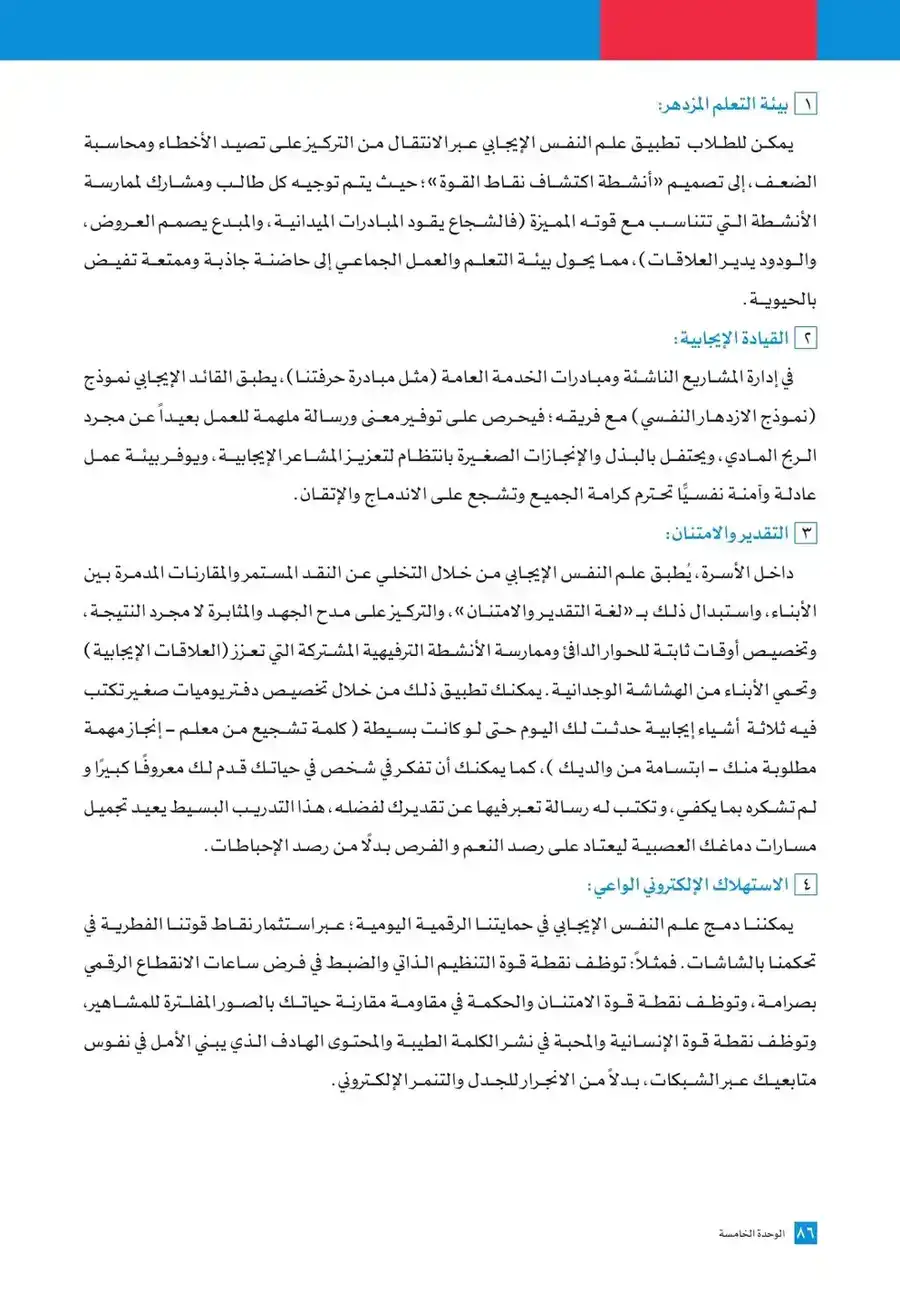 ١ بيئة التعلم المزدهر:
يمكن للطلاب تطبيق علم النفس الإيجابي عبر الانتقال من التركيز على تصيد الأخطاء ومحاسبة
الضعف، إلى تصميم «أنشطة اكتشاف نقاط القوة»؛ حيث يتم توجيه كل طالب ومشارك لممارسة
الأنشطة التي تتناسب مع قوته المميزة (فالشجاع يقود المبادرات الميدانية، والمبدع يصمم العروض،
والودود يدير العلاقات)، مما يحول بيئة التعلم والعمل الجماعي إلى حاضنة جاذبة وممتعة تفيض
بالحيوية.
٢ القيادة الإيجابية:
في إدارة المشاريع الناشئة ومبادرات الخدمة العامة (مثل مبادرة حرفتنا)، يطبق القائد الإيجابي نموذج
(نموذج الازدهار النفسي) مع فريقه؛ فيحرص على توفير معنى ورسالة ملهمة للعمل بعيداً عن مجرد
الربح المادي، ويحتفل بالبذل والإنجازات الصغيرة بانتظام لتعزيز المشاعر الإيجابية، ويوفر بيئة عمل
عادلة وآمنة نفسيًّا تحترم كرامة الجميع وتشجع على الاندماج والإتقان.
٣ التقدير والامتنان:
داخل الأسرة، يُطبق علم النفس الإيجابي من خلال التخلي عن النقد المستمر والمقارنات المدمرة بين
الأبناء، واستبدال ذلك بـ «لغة التقدير والامتنان»، والتركيز على مدح الجهد والمثابرة لا مجرد النتيجة،
وتخصيص أوقات ثابتة للحوار الدافئ وممارسة الأنشطة الترفيهية المشتركة التي تعزز (العلاقات الإيجابية)
وتحمي الأبناء من الهشاشة الوجدانية. يمكنك تطبيق ذلك من خلال تخصيص دفتر يوميات صغير تكتب
فيه ثلاثة أشياء إيجابية حدثت لك اليوم حتى لو كانت بسيطة ( كلمة تشجيع من معلم – إنجاز مهمة
مطلوبة منك – ابتسامة من والديك )، كما يمكنك أن تفكر في شخص في حياتك قدم لك معروفًا كبيرًا و
لم تشكره بما يكفي، و تكتب له رسالة تعبر فيها عن تقديرك لفضله، هذا التدريب البسيط يعيد تجميل
مسارات دماغك العصبية ليعتاد على رصد النعم و الفرص بدلًا من رصد الإحباطات.
٤ الاستهلاك الإلكتروني الواعي:
يمكننا دمج علم النفس الإيجابي في حمايتنا الرقمية اليومية؛ عبر استثمار نقاط قوتنا الفطرية في
تحكمنا بالشاشات. فمثلاً: توظف نقطة قوة التنظيم الذاتي والضبط في فرض ساعات الانقطاع الرقمي
بصرامة، وتوظف نقطة قوة الامتنان والحكمة في مقاومة مقارنة حياتك بالصور المفلترة للمشاهير،
وتوظف نقطة قوة الإنسانية والمحبة في نشر الكلمة الطيبة والمحتوى الهادف الذي يبني الأمل في نفوس
متابعيك عبر الشبكات، بدلاً من الانجرار للجدل والتنمر الإلكتروني.
٨٦ الوحدة الخامسة